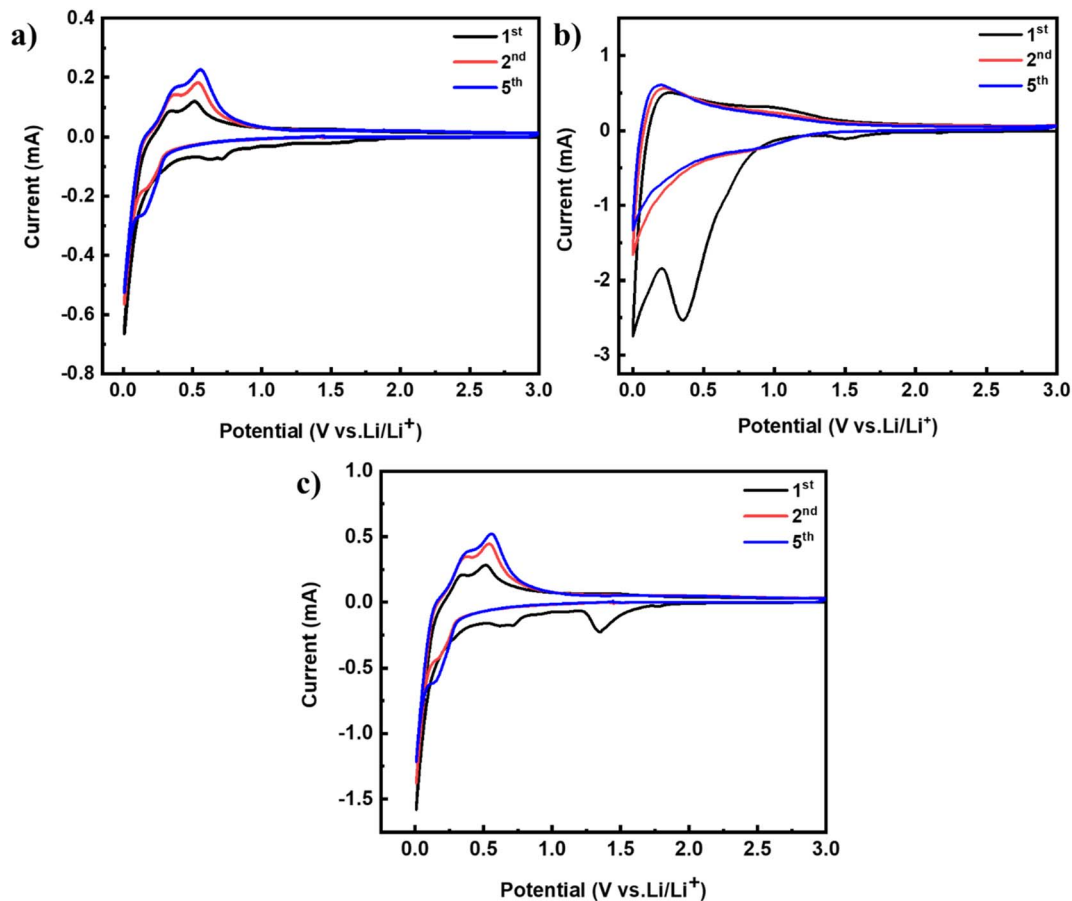 a)
1st
2nd
5th
0.4
0.2
0.0
-0.2
-0.4
-0.6
-0.8
Current (mA)
0.0 0.5 1.0 1.5 2.0 2.5 3.0
Potential (V vs.Li/Li+)
b)
1st
2nd
5th
1
0
-1
-2
-3
Current (mA)
0.0 0.5 1.0 1.5 2.0 2.5 3.0
Potential (V vs.Li/Li+)
c)
1st
2nd
5th
1.0
0.5
0.0
-0.5
-1.0
-1.5
Current (mA)
0.0 0.5 1.0 1.5 2.0 2.5 3.0
Potential (V vs.Li/Li+)